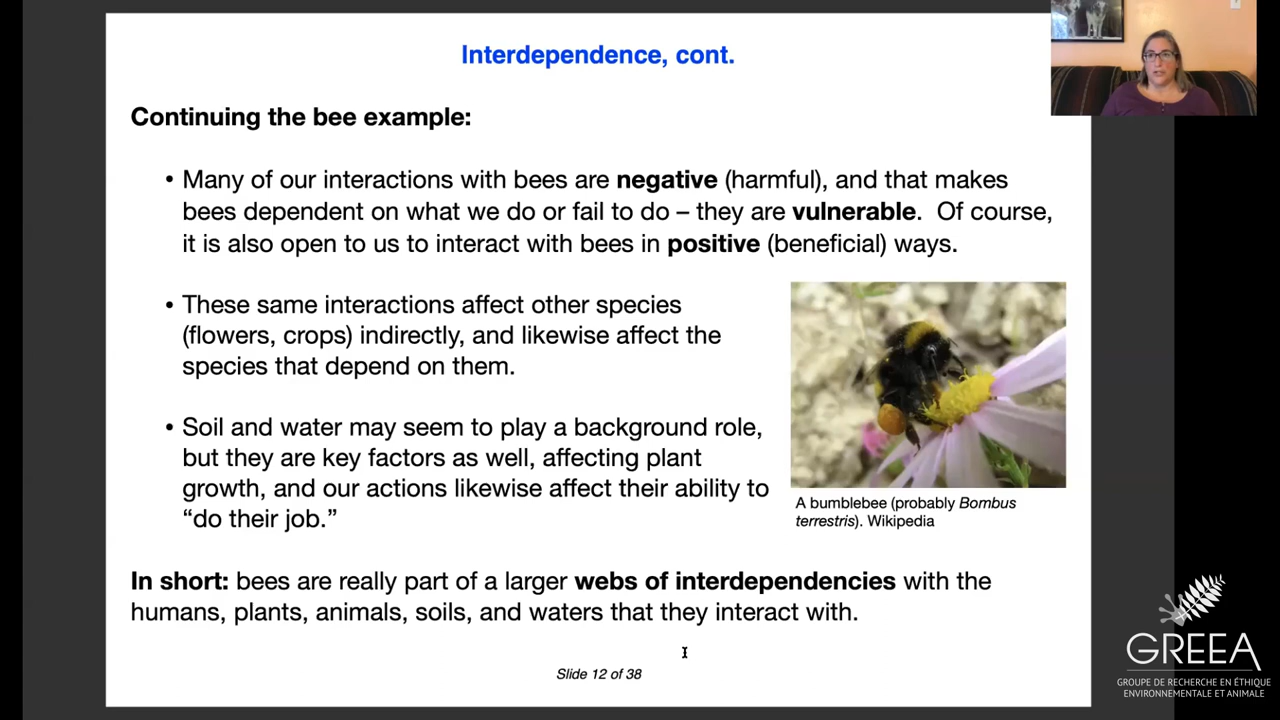 Interdependence, cont.
Continuing the bee example:
• Many of our interactions with bees are negative (harmful), and that makes
bees dependent on what we do or fail to do – they are vulnerable.  Of course,
it is also open to us to interact with bees in positive (beneficial) ways.
• These same interactions affect other species
(flowers, crops) indirectly, and likewise affect the
species that depend on them.
• Soil and water may seem to play a background role,
but they are key factors as well, affecting plant
growth, and our actions likewise affect their ability to
“do their job.”
A bumblebee (probably Bombus
terrestris). Wikipedia
In short: bees are really part of a larger webs of interdependencies with the
humans, plants, animals, soils, and waters that they interact with.
Slide 12 of 38
GREEA
GROUPE DE RECHERCHE EN ÉTHIQUE
ENVIRONNEMENTALE ET ANIMALE